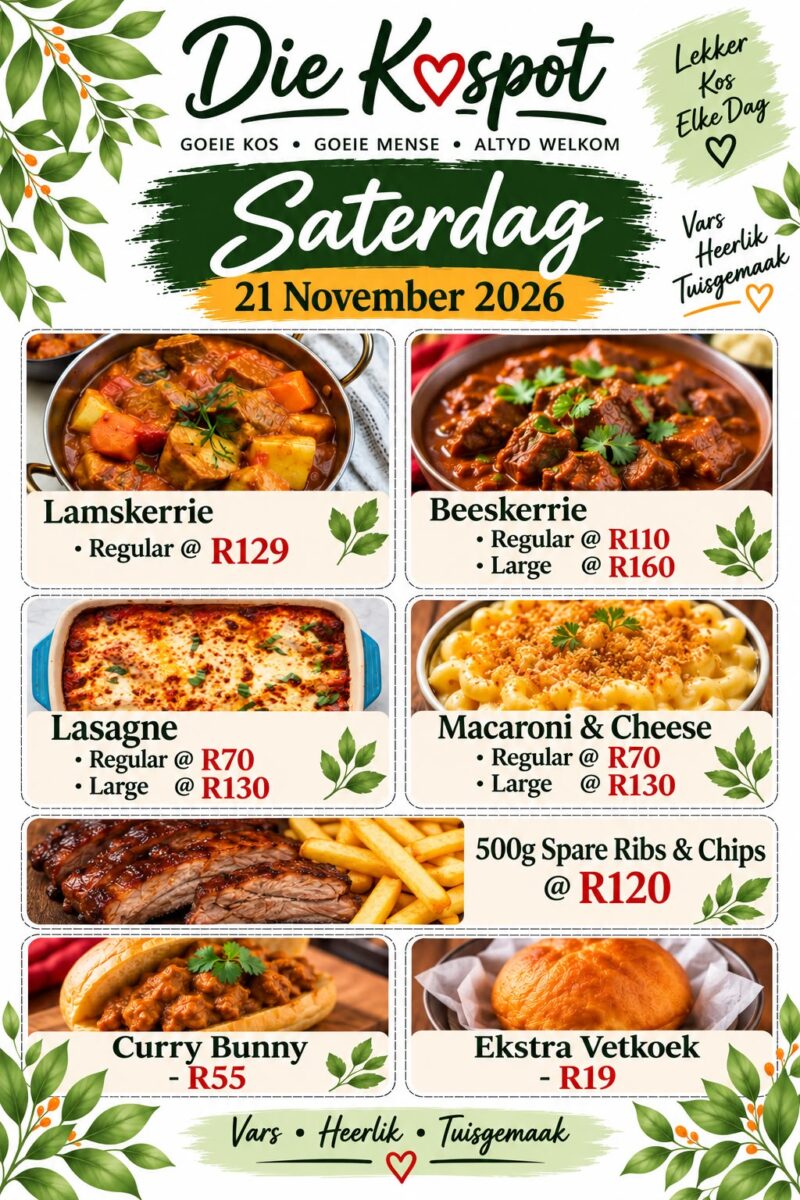 Die Kospot
GOEIE KOS • GOEIE MENSE • ALTYD WELKOM
Lekker
Kos
Elke Dag
Saterdag
21 November 2026
Vars
Heerlik
Tuisgemaak
Lamskerrie
• Regular @ R129
Beeskerrie
• Regular @ R110
• Large @ R160
Lasagne
• Regular @ R70
• Large @ R130
Macaroni & Cheese
• Regular @ R70
• Large @ R130
500g Spare Ribs & Chips
@ R120
Curry Bunny
- R55
Ekstra Vetkoek
- R19
Vars • Heerlik • Tuisgemaak